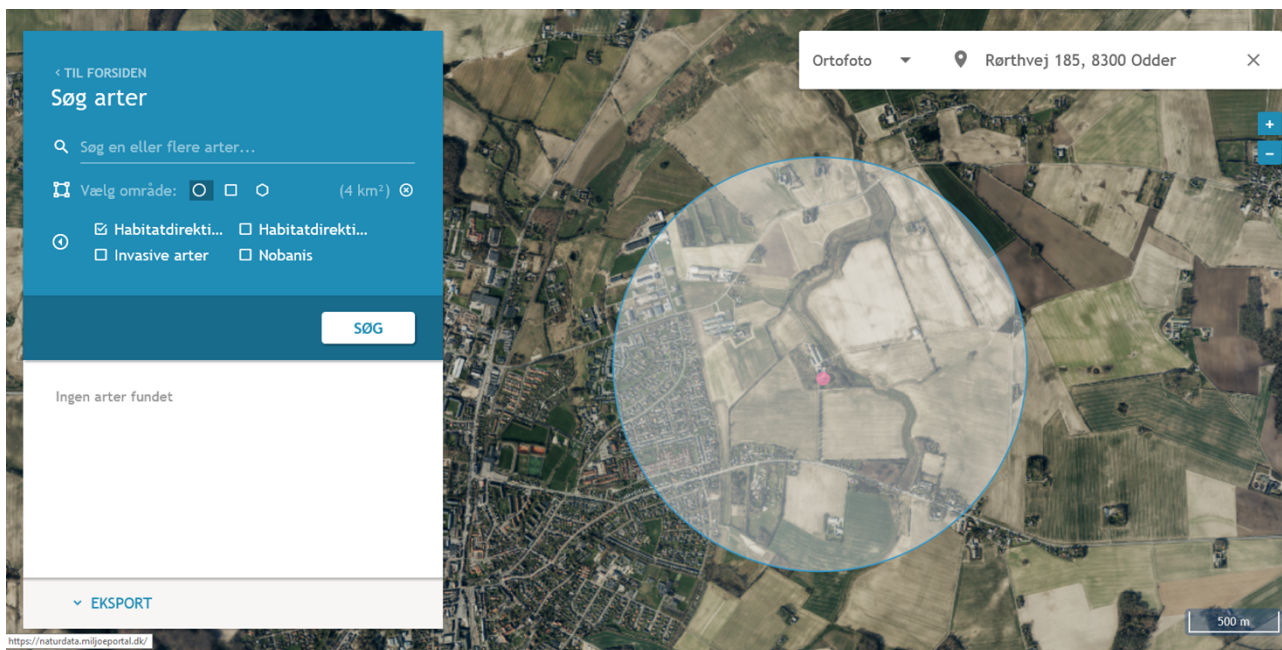 ‹ TIL FORSIDEN
Søg arter
Søg en eller flere arter...
Vælg område: (4 km²)
Habitatdirekti... Habitatdirekti...
Invasive arter Nobanis
SØG
Ingen arter fundet
EKSPORT
https://naturdata.miljoeportal.dk/
Ortofoto Rørthvej 185, 8300 Odder
+
−
500 m